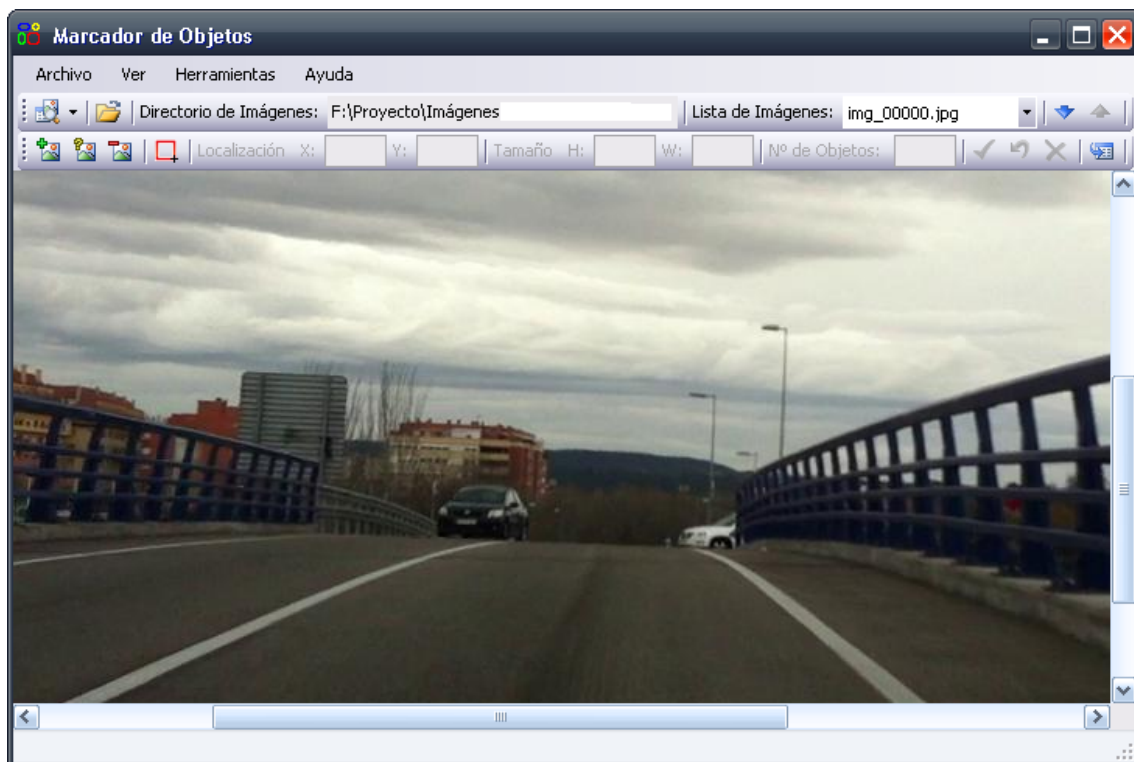 Marcador de Objetos
Archivo Ver Herramientas Ayuda
Directorio de Imágenes: F:\Proyecto\Imágenes Lista de Imágenes: img_00000.jpg
Localización X: Y: Tamaño H: W: Nº de Objetos: